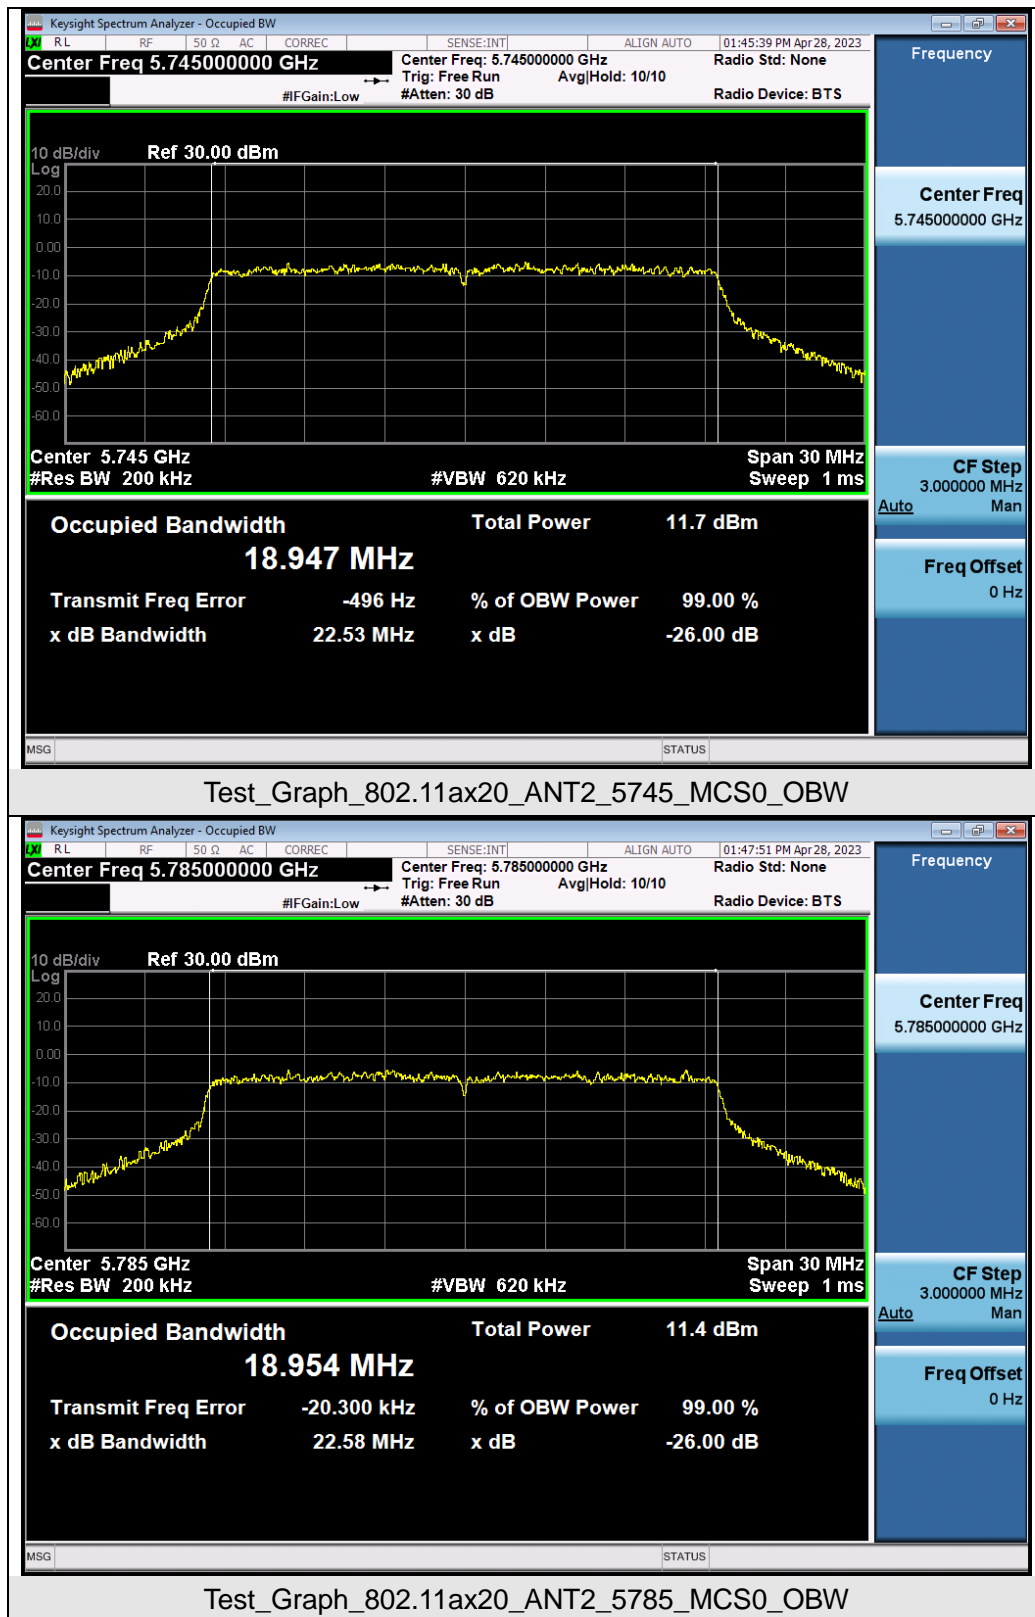 Keysight Spectrum Analyzer - Occupied BW
LXI RL RF 50 Ω AC CORREC SENSE:INT ALIGN AUTO 01:45:39 PM Apr 28, 2023
Center Freq 5.745000000 GHz Center Freq: 5.745000000 GHz Radio Std: None Frequency
Trig: Free Run Avg|Hold: 10/10
#IFGain:Low #Atten: 30 dB Radio Device: BTS
10 dB/div Ref 30.00 dBm
Log
20.0
10.0
0.00
-10.0
-20.0
-30.0
-40.0
-50.0
-60.0
Center Freq
5.745000000 GHz
Center 5.745 GHz Span 30 MHz
#Res BW 200 kHz #VBW 620 kHz Sweep 1 ms
CF Step
3.000000 MHz
Auto Man
Occupied Bandwidth Total Power 11.7 dBm
18.947 MHz
Freq Offset
0 Hz
Transmit Freq Error -496 Hz % of OBW Power 99.00 %
x dB Bandwidth 22.53 MHz x dB -26.00 dB
MSG STATUS
Test_Graph_802.11ax20_ANT2_5745_MCS0_OBW
Keysight Spectrum Analyzer - Occupied BW
LXI RL RF 50 Ω AC CORREC SENSE:INT ALIGN AUTO 01:47:51 PM Apr 28, 2023
Center Freq 5.785000000 GHz Center Freq: 5.785000000 GHz Radio Std: None Frequency
Trig: Free Run Avg|Hold: 10/10
#IFGain:Low #Atten: 30 dB Radio Device: BTS
10 dB/div Ref 30.00 dBm
Log
20.0
10.0
0.00
-10.0
-20.0
-30.0
-40.0
-50.0
-60.0
Center Freq
5.785000000 GHz
Center 5.785 GHz Span 30 MHz
#Res BW 200 kHz #VBW 620 kHz Sweep 1 ms
CF Step
3.000000 MHz
Auto Man
Occupied Bandwidth Total Power 11.4 dBm
18.954 MHz
Freq Offset
0 Hz
Transmit Freq Error -20.300 kHz % of OBW Power 99.00 %
x dB Bandwidth 22.58 MHz x dB -26.00 dB
MSG STATUS
Test_Graph_802.11ax20_ANT2_5785_MCS0_OBW